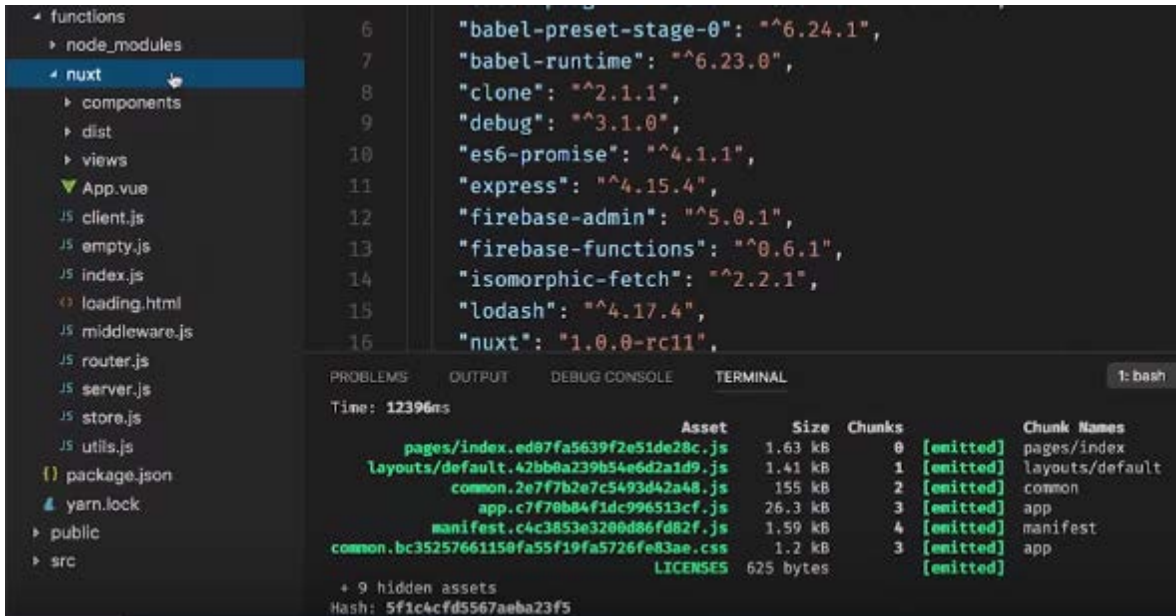 functions
node_modules
nuxt
components
dist
views
App.vue
JS client.js
JS empty.js
JS index.js
<> loading.html
JS middleware.js
JS router.js
JS server.js
JS store.js
JS utils.js
{} package.json
yarn.lock
public
src
6 "babel-preset-stage-0": "^6.24.1",
7 "babel-runtime": "^6.23.0",
8 "clone": "^2.1.1",
9 "debug": "^3.1.0",
10 "es6-promise": "^4.1.1",
11 "express": "^4.15.4",
12 "firebase-admin": "^5.0.1",
13 "firebase-functions": "^0.6.1",
14 "isomorphic-fetch": "^2.2.1",
15 "lodash": "^4.17.4",
16 "nuxt": "1.0.0-rc11",
PROBLEMS OUTPUT DEBUG CONSOLE TERMINAL 1: bash
Time: 12396ms
Asset Size Chunks Chunk Names
pages/index.ed07fa5639f2e51de28c.js 1.63 kB 0 [emitted] pages/index
layouts/default.42bb0a239b54e6d2a1d9.js 1.41 kB 1 [emitted] layouts/default
common.2e7f7b2e7c5493d42a48.js 155 kB 2 [emitted] common
app.c7f70b84f1dc996513cf.js 26.3 kB 3 [emitted] app
manifest.c4c3853e3200d86fd82f.js 1.59 kB 4 [emitted] manifest
common.bc35257661150fa55f19fa5726fe83ae.css 1.2 kB 3 [emitted] app
LICENSES 625 bytes [emitted]
+ 9 hidden assets
Hash: 5f1c4cfd5567aeba23f5